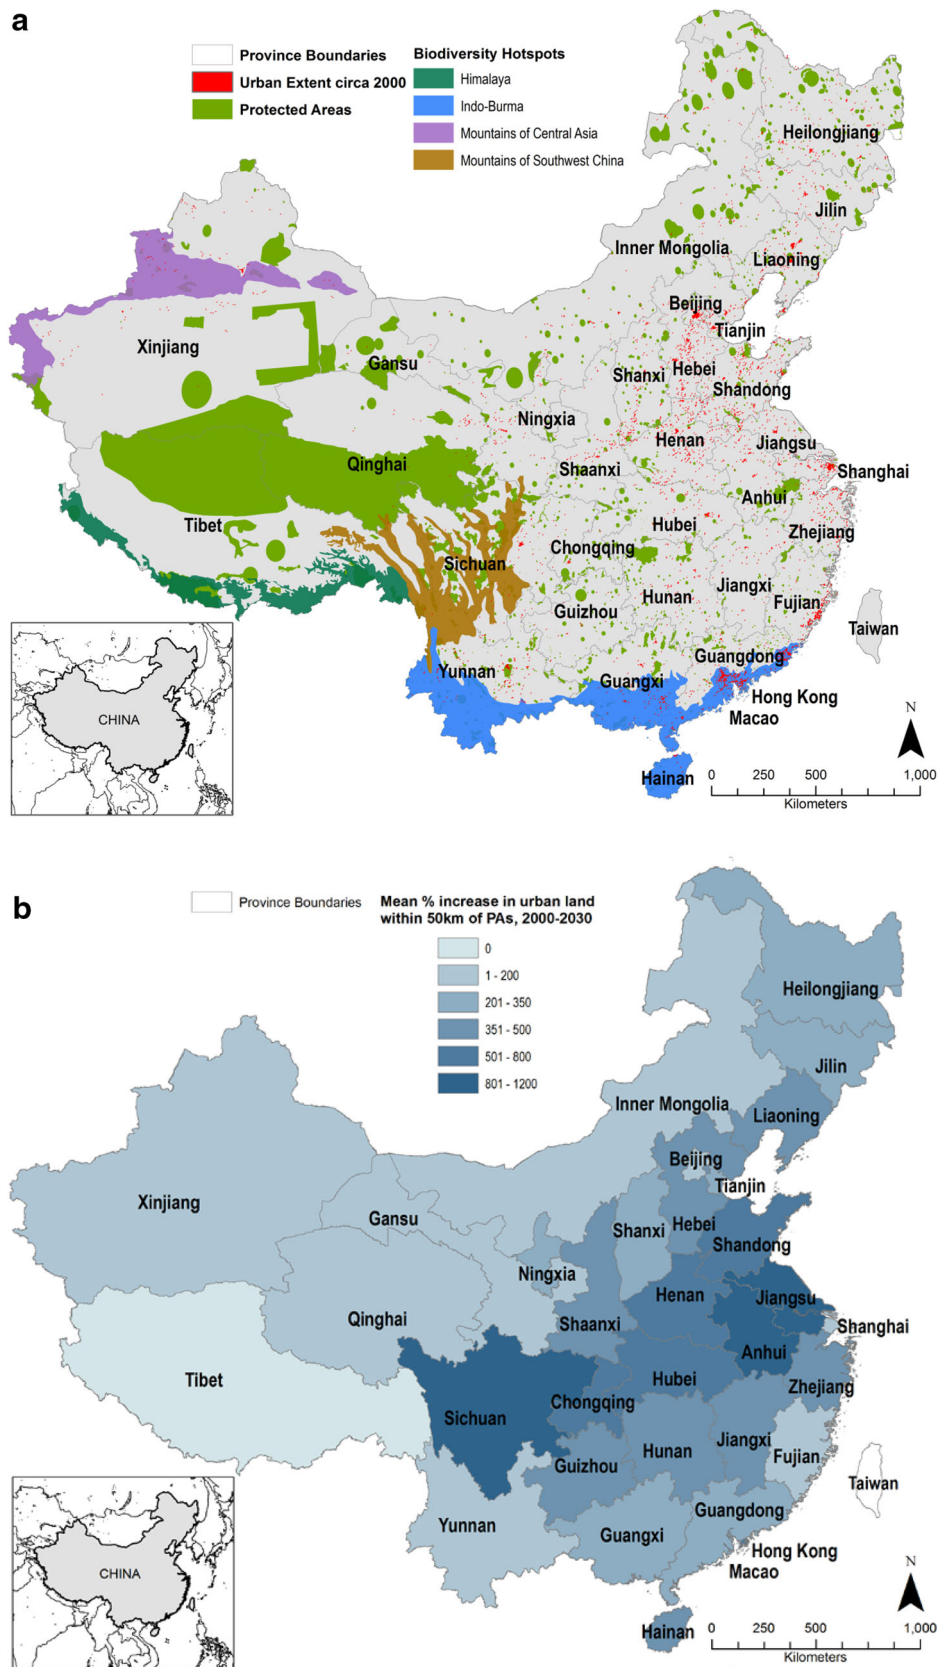 a
Province Boundaries
Urban Extent circa 2000
Protected Areas
Biodiversity Hotspots
Himalaya
Indo-Burma
Mountains of Central Asia
Mountains of Southwest China
Heilongjiang
Jilin
Inner Mongolia
Liaoning
Beijing
Tianjin
Xinjiang
Gansu
Shanxi
Hebei
Shandong
Ningxia
Henan
Jiangsu
Qinghai
Shaanxi
Shanghai
Anhui
Tibet
Hubei
Zhejiang
Chongqing
Sichuan
Jiangxi
Hunan
Fujian
Guizhou
Taiwan
Guangdong
Yunnan
Guangxi
Hong Kong
Macao
Hainan
CHINA
N
0 250 500 1,000
Kilometers
b
Province Boundaries
Mean % increase in urban land
within 50km of PAs, 2000-2030
0
1 - 200
201 - 350
351 - 500
501 - 800
801 - 1200
Heilongjiang
Jilin
Inner Mongolia
Liaoning
Beijing
Tianjin
Xinjiang
Gansu
Shanxi
Hebei
Shandong
Ningxia
Henan
Jiangsu
Qinghai
Shaanxi
Shanghai
Anhui
Tibet
Hubei
Zhejiang
Chongqing
Sichuan
Jiangxi
Hunan
Fujian
Guizhou
Taiwan
Guangdong
Yunnan
Guangxi
Hong Kong
Macao
Hainan
CHINA
N
0 250 500 1,000
Kilometers